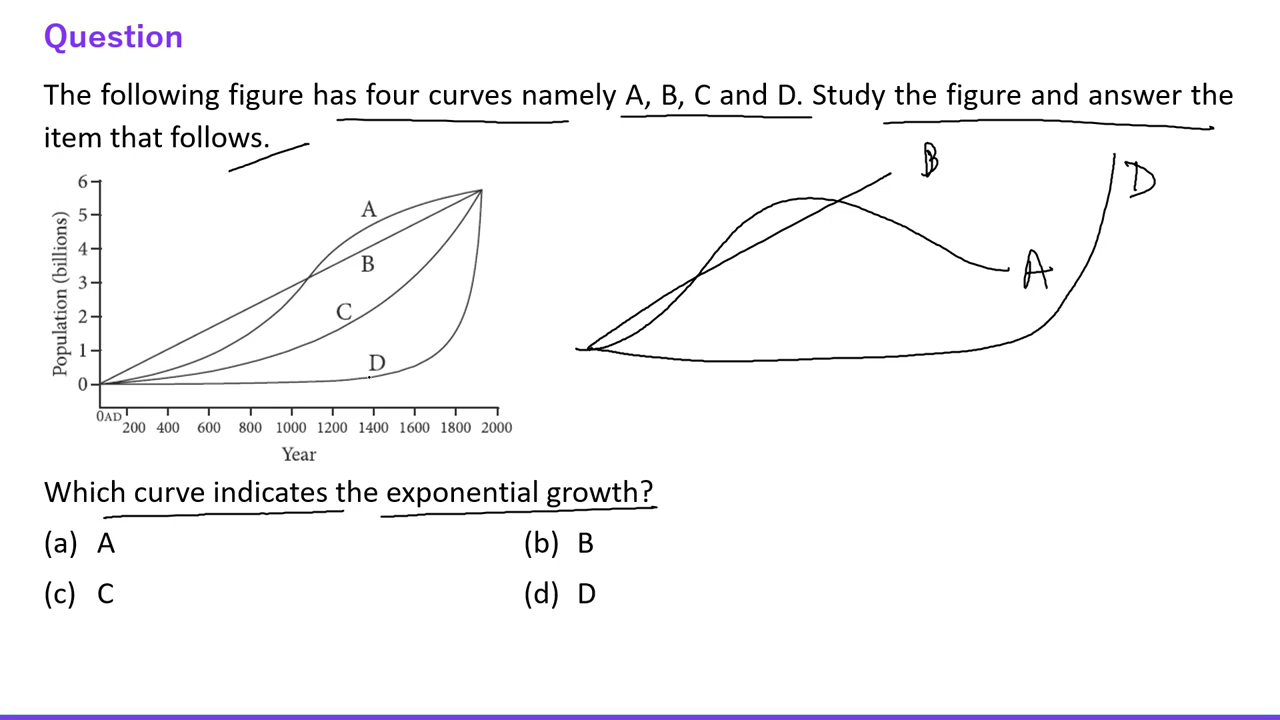 Question
The following figure has four curves namely A, B, C and D. Study the figure and answer the
item that follows.
6
5
4
3
2
1
0
Population (billions)
A
B
C
D
0AD 200 400 600 800 1000 1200 1400 1600 1800 2000
Year
B
D
A
Which curve indicates the exponential growth?
(a) A (b) B
(c) C (d) D